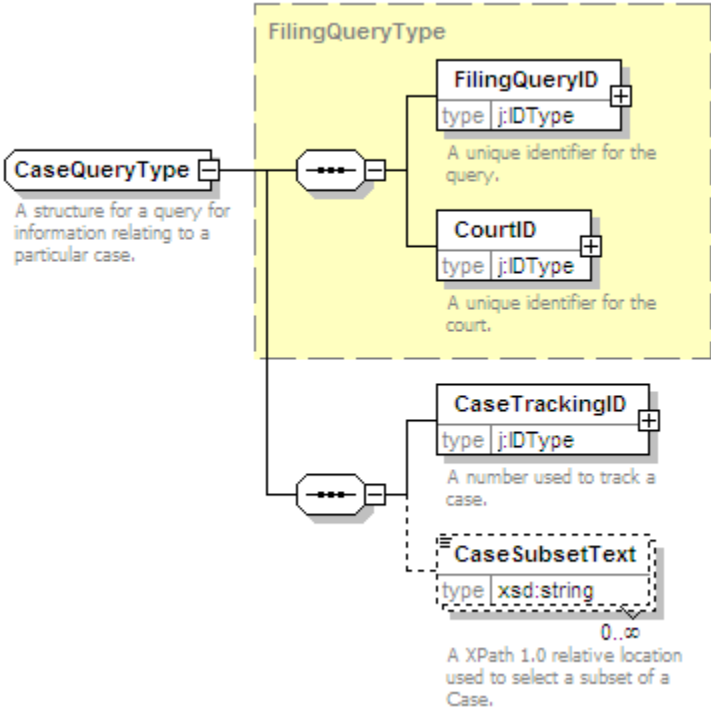 FilingQueryType
FilingQueryID
type j:IDType
A unique identifier for the
query.
CaseQueryType
A structure for a query for
information relating to a
particular case.
CourtID
type j:IDType
A unique identifier for the
court.
CaseTrackingID
type j:IDType
A number used to track a
case.
CaseSubsetText
type xsd:string
0..∞
A XPath 1.0 relative location
used to select a subset of a
Case.